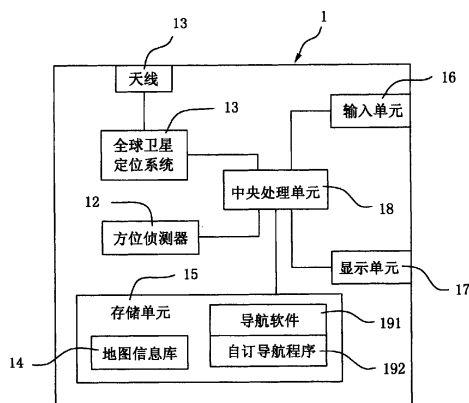 13
1
天线
16
输入单元
13
全球卫星
定位系统
中央处理单元
18
12
方位侦测器
显示单元
17
15
存储单元
导航软件
191
14
地图信息库
自订导航程序
192